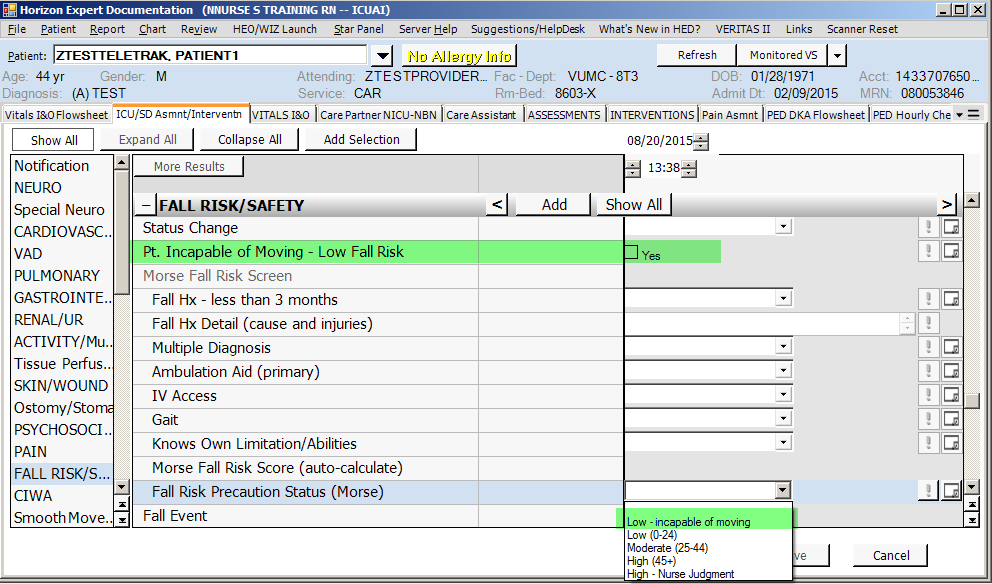 Horizon Expert Documentation (NNURSE S TRAINING RN -- ICUAI)
File Patient Report Chart Review HEO/WIZ Launch Star Panel Server Help Suggestions/HelpDesk What's New in HED? VERITAS II Links Scanner Reset
Patient: ZTESTTELETRAK, PATIENT1 No Allergy Info Refresh Monitored VS
Age: 44 yr Gender: M Attending: ZTESTPROVIDER... Fac - Dept: VUMC - 8T3 DOB: 01/28/1971 Acct: 1433707650...
Diagnosis: (A) TEST Service: CAR Rm-Bed: 8603-X Admit Dt: 02/09/2015 MRN: 080053846
Vitals I&O Flowsheet ICU/SD Asmnt/Interventn VITALS I&O Care Partner NICU-NBN Care Assistant ASSESSMENTS INTERVENTIONS Pain Asmnt PED DKA Flowsheet PED Hourly Che
Show All Expand All Collapse All Add Selection 08/20/2015
Notification More Results 13:38
NEURO
Special Neuro − FALL RISK/SAFETY < Add Show All >
CARDIOVASC... Status Change
VAD Pt. Incapable of Moving - Low Fall Risk Yes
PULMONARY Morse Fall Risk Screen
GASTROINTE... Fall Hx - less than 3 months
RENAL/UR Fall Hx Detail (cause and injuries)
ACTIVITY/Mu... Multiple Diagnosis
Tissue Perfus... Ambulation Aid (primary)
SKIN/WOUND IV Access
Ostomy/Stoma Gait
PSYCHOSOCI... Knows Own Limitation/Abilities
PAIN Morse Fall Risk Score (auto-calculate)
FALL RISK/S... Fall Risk Precaution Status (Morse)
CIWA Fall Event
Smooth Move...
Low - incapable of moving
Low (0-24)
Moderate (25-44)
High (45+)
High - Nurse Judgment
ve Cancel